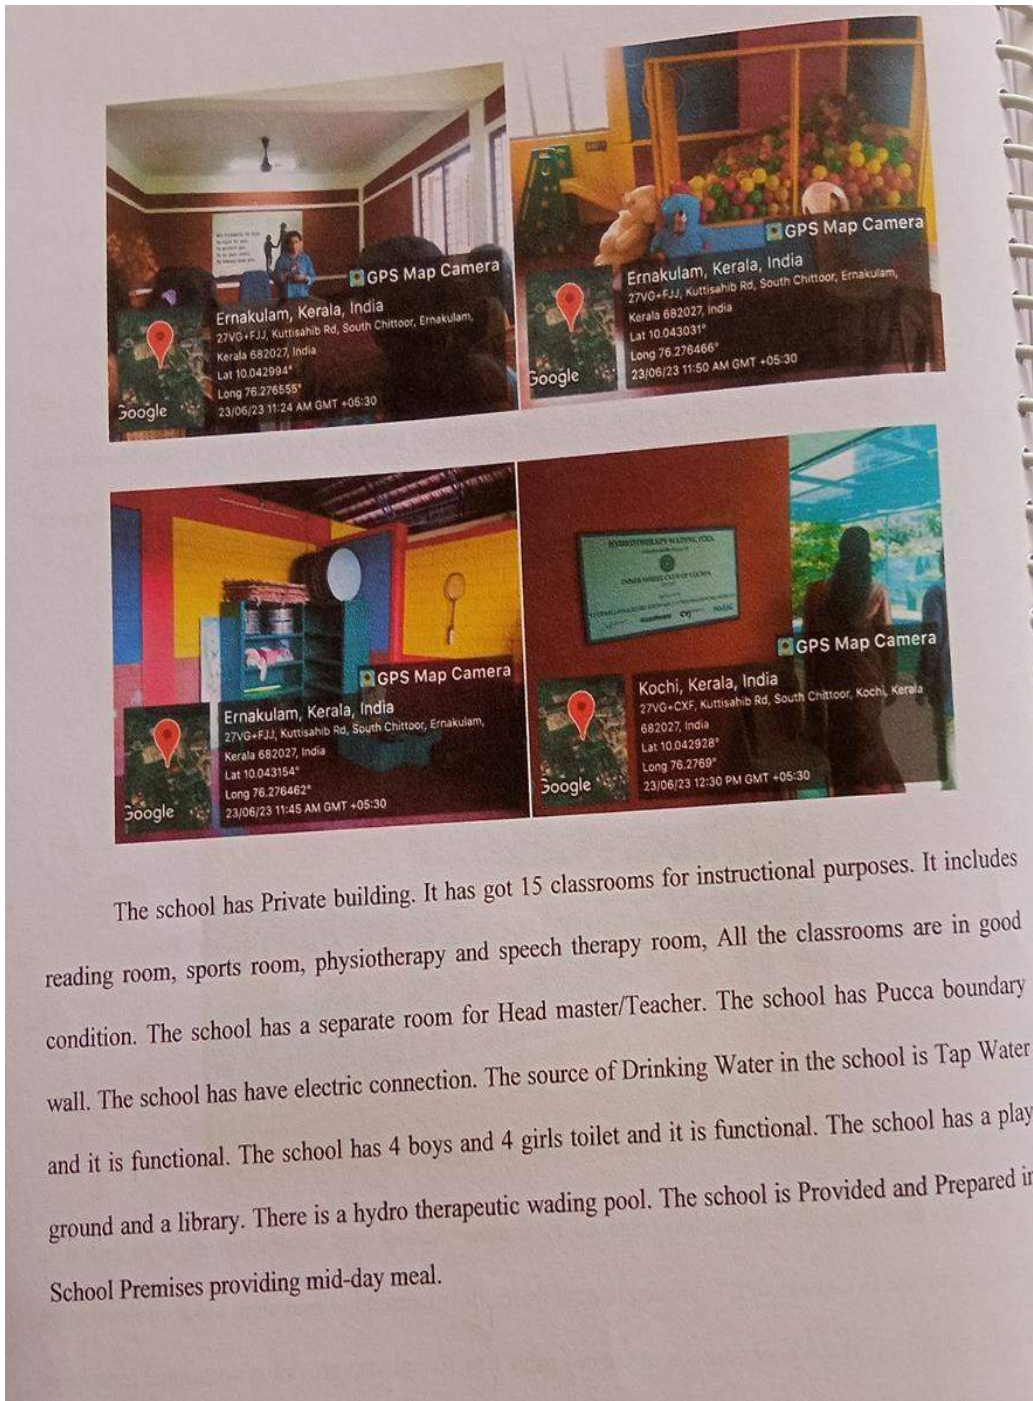 GPS Map Camera
Ernakulam, Kerala, India
27VG+FJJ, Kuttisahib Rd, South Chittoor, Ernakulam,
Kerala 682027, India
Lat 10.042994°
Long 76.276555°
23/06/23 11:24 AM GMT +05:30
Google
GPS Map Camera
Ernakulam, Kerala, India
27VG+FJJ, Kuttisahib Rd, South Chittoor, Ernakulam,
Kerala 682027, India
Lat 10.043031°
Long 76.276466°
23/06/23 11:50 AM GMT +05:30
Google
GPS Map Camera
Ernakulam, Kerala, India
27VG+FJJ, Kuttisahib Rd, South Chittoor, Ernakulam,
Kerala 682027, India
Lat 10.043154°
Long 76.276462°
23/06/23 11:45 AM GMT +05:30
Google
HYDROTHERAPY WADING POOL
INNER WHEEL CLUB OF COCHIN
GPS Map Camera
Kochi, Kerala, India
27VG+CXF, Kuttisahib Rd, South Chittoor, Kochi, Kerala
682027, India
Lat 10.042928°
Long 76.2769°
23/06/23 12:30 PM GMT +05:30
Google
The school has Private building. It has got 15 classrooms for instructional purposes. It includes
reading room, sports room, physiotherapy and speech therapy room, All the classrooms are in good
condition. The school has a separate room for Head master/Teacher. The school has Pucca boundary
wall. The school has have electric connection. The source of Drinking Water in the school is Tap Water
and it is functional. The school has 4 boys and 4 girls toilet and it is functional. The school has a play
ground and a library. There is a hydro therapeutic wading pool. The school is Provided and Prepared in
School Premises providing mid-day meal.